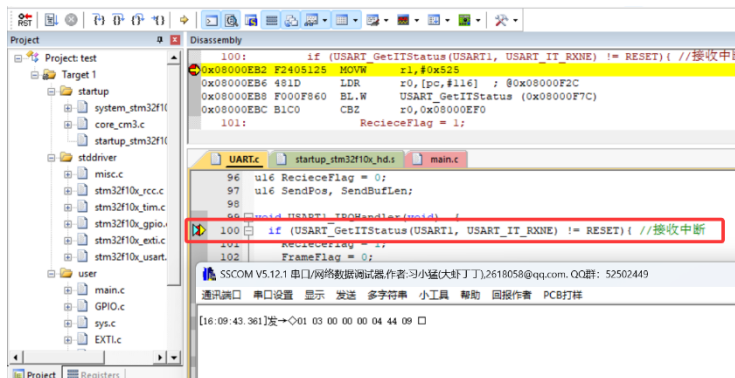 RST
Project
Disassembly
Project: test
Target 1
startup
system_stm32f10
core_cm3.c
startup_stm32f1(
stddriver
misc.c
stm32f10x_rcc.c
stm32f10x_tim.c
stm32f10x_gpio.
stm32f10x_exti.c
stm32f10x_usart.
user
main.c
GPIO.c
sys.c
EXTI.c
Project
Registers
100: if (USART_GetITStatus(USART1, USART_IT_RXNE) != RESET){ //接收中
0x08000EB2 F2405125 MOVW r1,#0x525
0x08000EB6 481D LDR r0,[pc,#116] ; @0x08000F2C
0x08000EB8 F000F860 BL.W USART_GetITStatus (0x08000F7C)
0x08000EBC B1C0 CBZ r0,0x08000EF0
101: RecieceFlag = 1;
UART.c
startup_stm32f10x_hd.s
main.c
96 u16 RecieceFlag = 0;
97 u16 SendPos, SendBufLen;
98
99 void USART1_IRQHandler(void) {
100 if (USART_GetITStatus(USART1, USART_IT_RXNE) != RESET){ //接收中断
101 RecieceFlag = 1;
102 FrameFlag = 0;
SSCOM V5.12.1 串口/网络数据调试器,作者:习小猛(大虾丁丁),2618058@qq.com. QQ群: 52502449
通讯端口 串口设置 显示 发送 多字符串 小工具 帮助 回报作者 PCB打样
[16:09:43.361]发→◇01 03 00 00 00 04 44 09 □